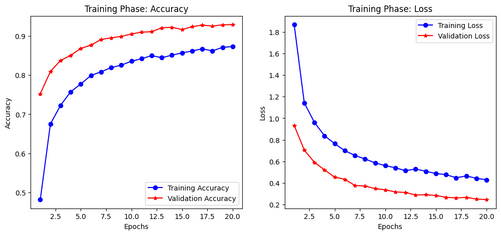 Training Phase: Accuracy
0.9
0.8
0.7
0.6
0.5
Accuracy
2.5 5.0 7.5 10.0 12.5 15.0 17.5 20.0
Epochs
Training Accuracy
Validation Accuracy
Training Phase: Loss
1.8
1.6
1.4
1.2
1.0
0.8
0.6
0.4
0.2
Loss
2.5 5.0 7.5 10.0 12.5 15.0 17.5 20.0
Epochs
Training Loss
Validation Loss